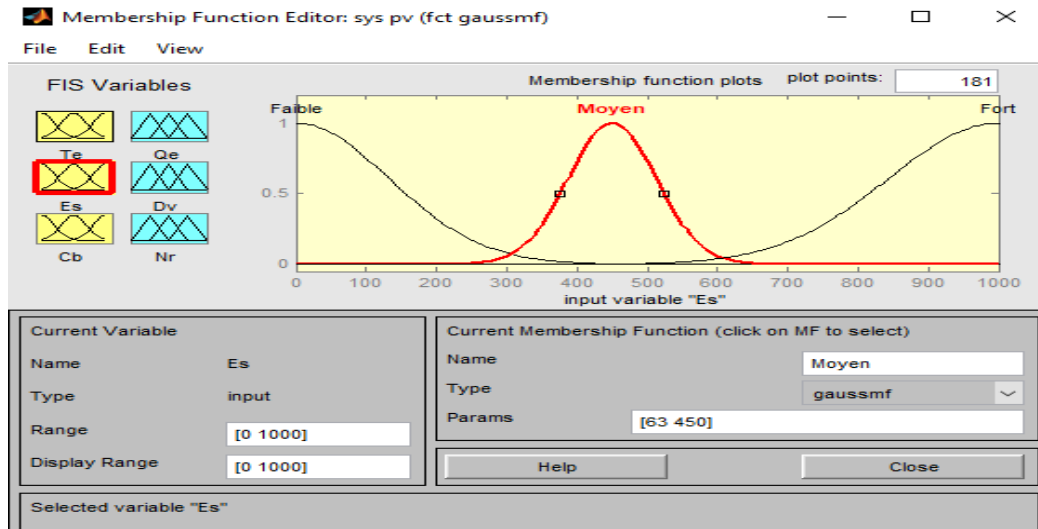 Membership Function Editor: sys pv (fct gaussmf)
File Edit View
FIS Variables
Te Qe
Es Dv
Cb Nr
Membership function plots plot points: 181
Faible Moyen Fort
1
0.5
0
0 100 200 300 400 500 600 700 800 900 1000
input variable "Es"
Current Variable
Name Es
Type input
Range [0 1000]
Display Range [0 1000]
Current Membership Function (click on MF to select)
Name Moyen
Type gaussmf
Params [63 450]
Help Close
Selected variable "Es"